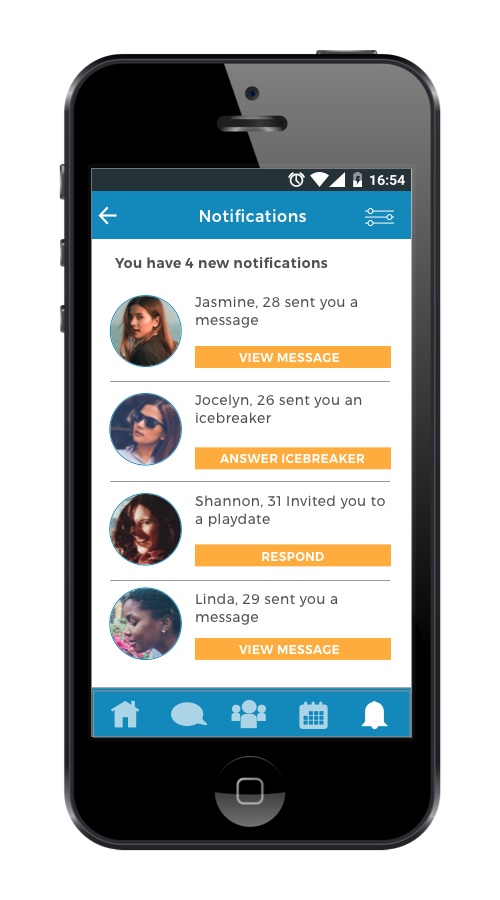 16:54
Notifications
You have 4 new notifications
Jasmine, 28 sent you a
message
VIEW MESSAGE
Jocelyn, 26 sent you an
icebreaker
ANSWER ICEBREAKER
Shannon, 31 Invited you to
a playdate
RESPOND
Linda, 29 sent you a
message
VIEW MESSAGE